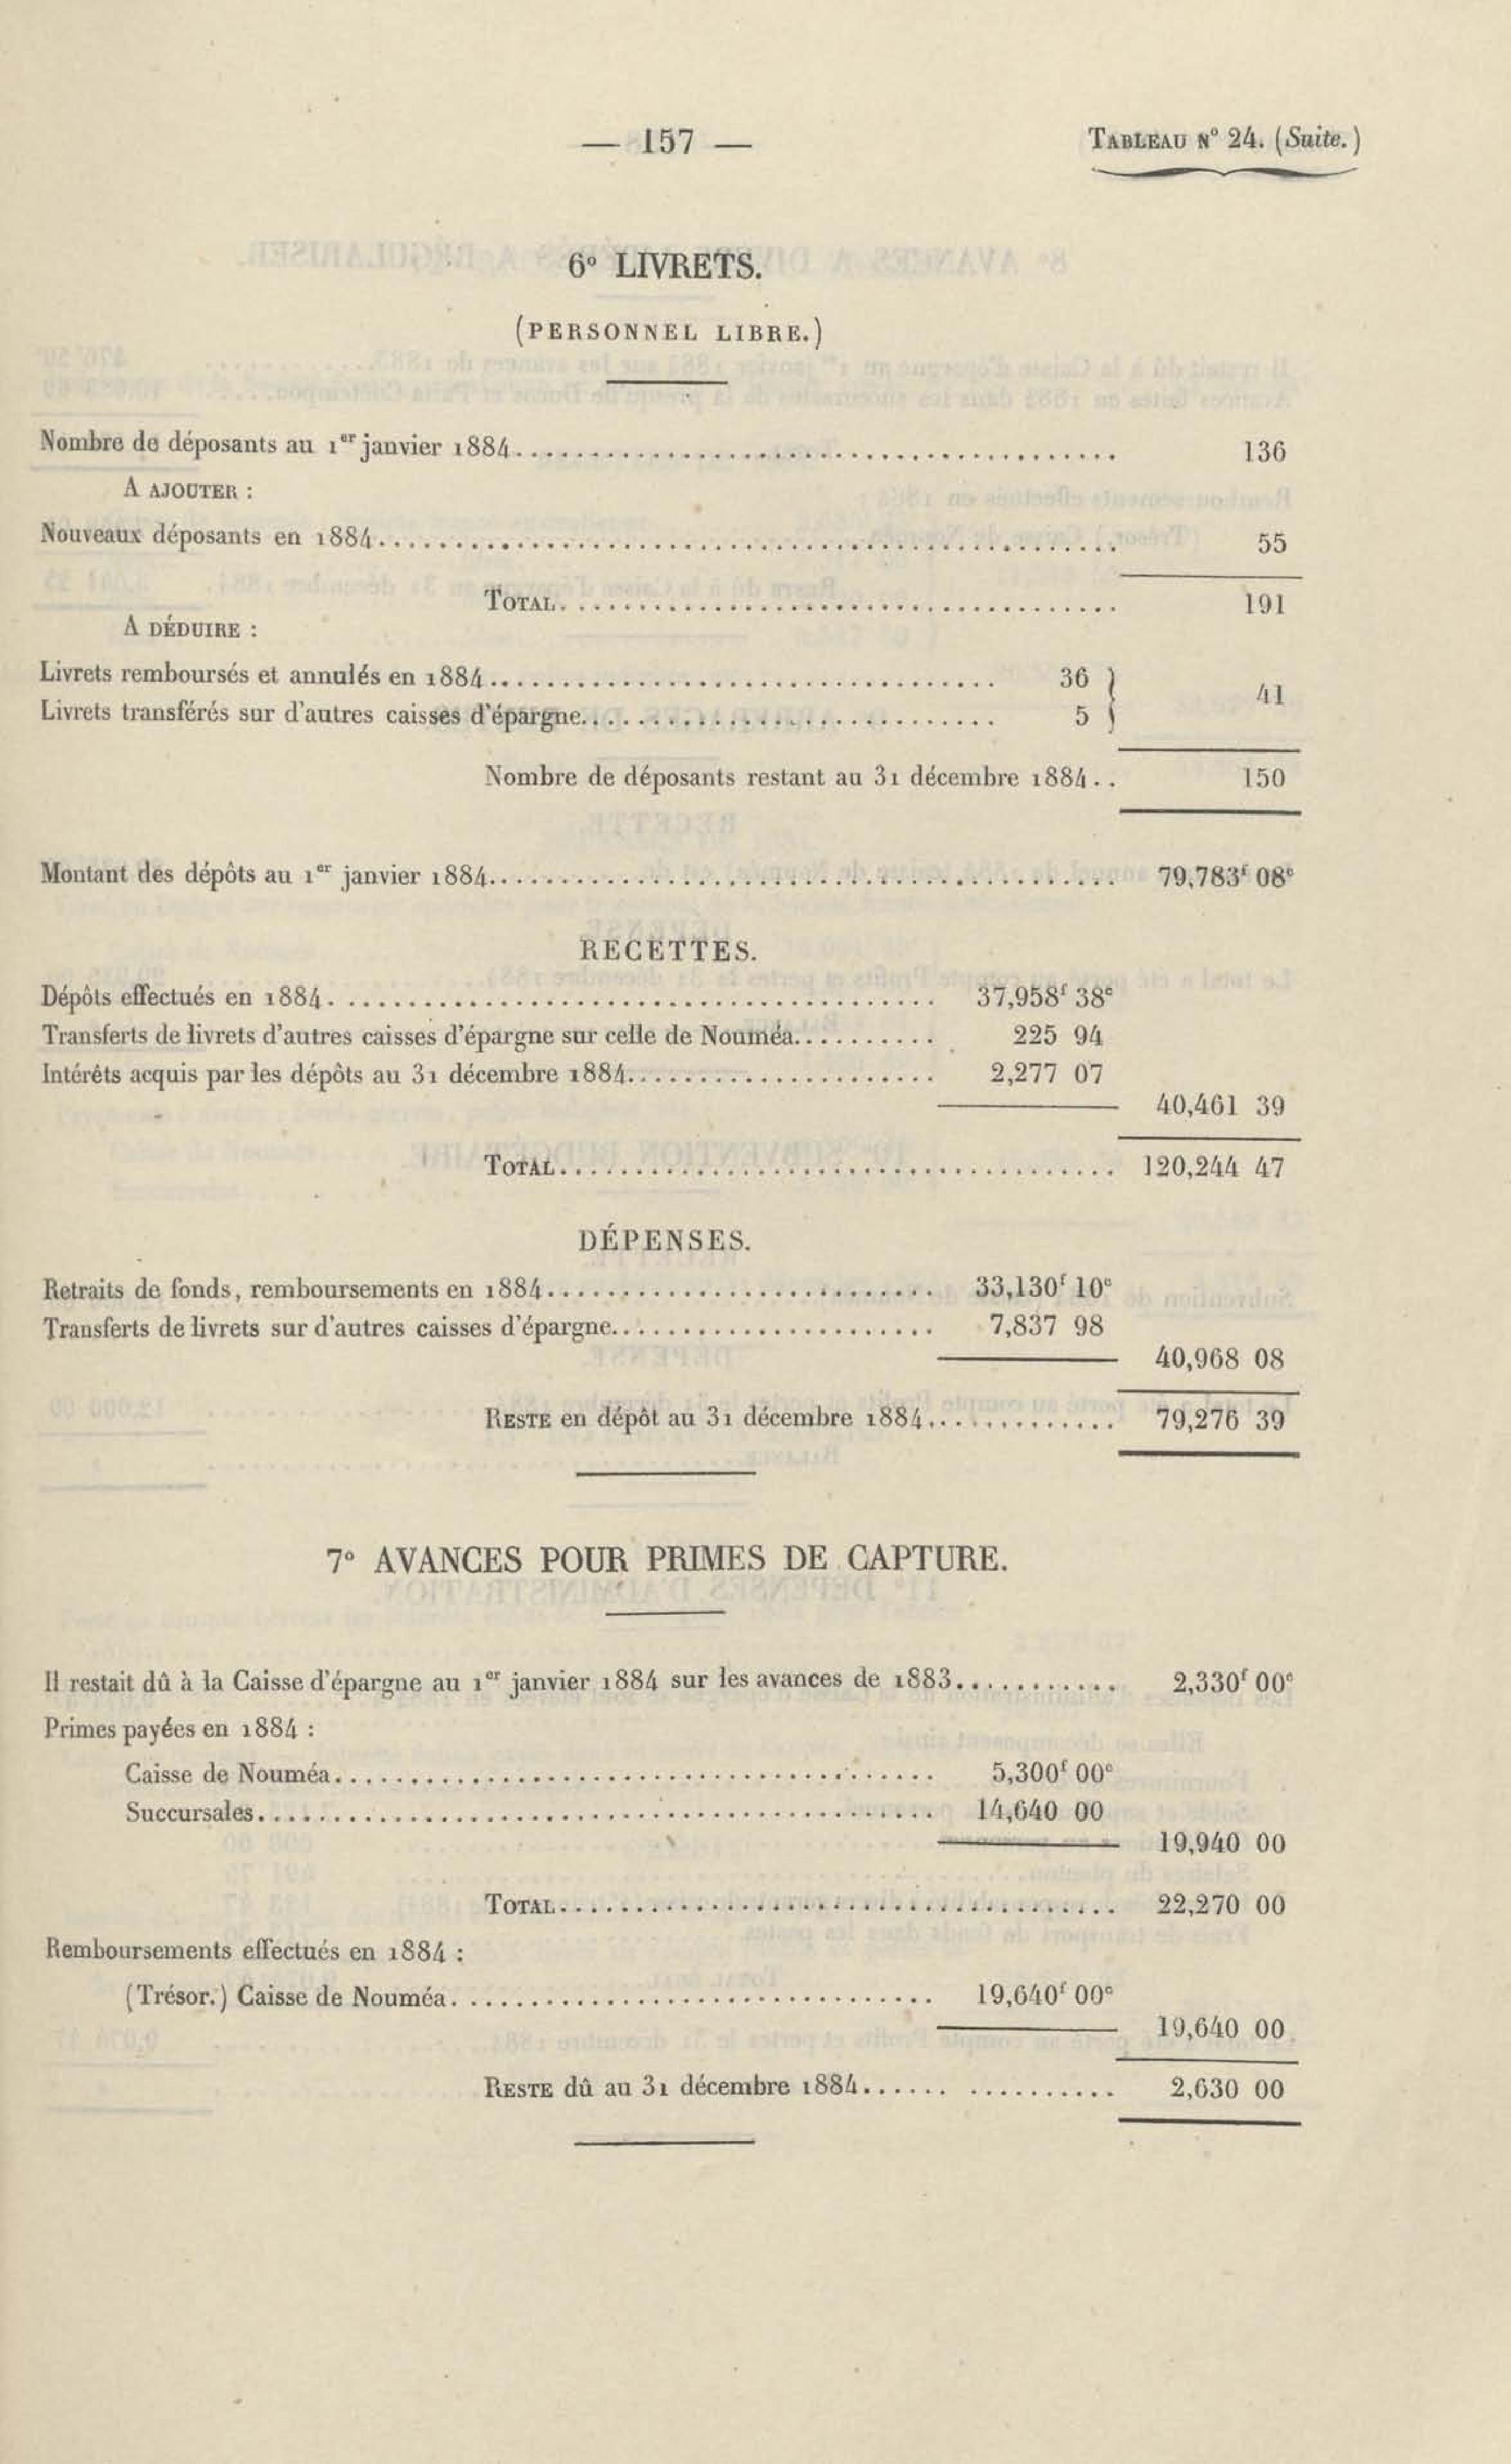 — 157 —
TABLEAU N° 24. (Suite.)
6° LIVRETS.
(PERSONNEL LIBRE.)
Nombre de déposants au 1er janvier 1884........ 136
A AJOUTER :
Nouveaux déposants en 1884........ 55
TOTAL........ 191
A DÉDUIRE :
Livrets remboursés et annulés en 1884........ 36 } 41
Livrets transférés sur d'autres caisses d'épargne........ 5 }
Nombre de déposants restant au 31 décembre 1884.. 150
Montant des dépôts au 1er janvier 1884........ 79,783f 08c
RECETTES.
Dépôts effectués en 1884........ 37,958f 38c
Transferts de livrets d'autres caisses d'épargne sur celle de Nouméa........ 225 94
Intérêts acquis par les dépôts au 31 décembre 1884........ 2,277 07
40,461 39
TOTAL........ 120,244 47
DÉPENSES.
Retraits de fonds, remboursements en 1884........ 33,130f 10c
Transferts de livrets sur d'autres caisses d'épargne........ 7,837 98
40,968 08
RESTE en dépôt au 31 décembre 1884........ 79,276 39
7° AVANCES POUR PRIMES DE CAPTURE.
Il restait dû à la Caisse d'épargne au 1er janvier 1884 sur les avances de 1883........ 2,330f 00c
Primes payées en 1884 :
Caisse de Nouméa........ 5,300f 00c
Succursales........ 14,640 00
19,940 00
TOTAL........ 22,270 00
Remboursements effectués en 1884 :
(Trésor.) Caisse de Nouméa........ 19,640f 00c
19,640 00
RESTE dû au 31 décembre 1884........ 2,630 00